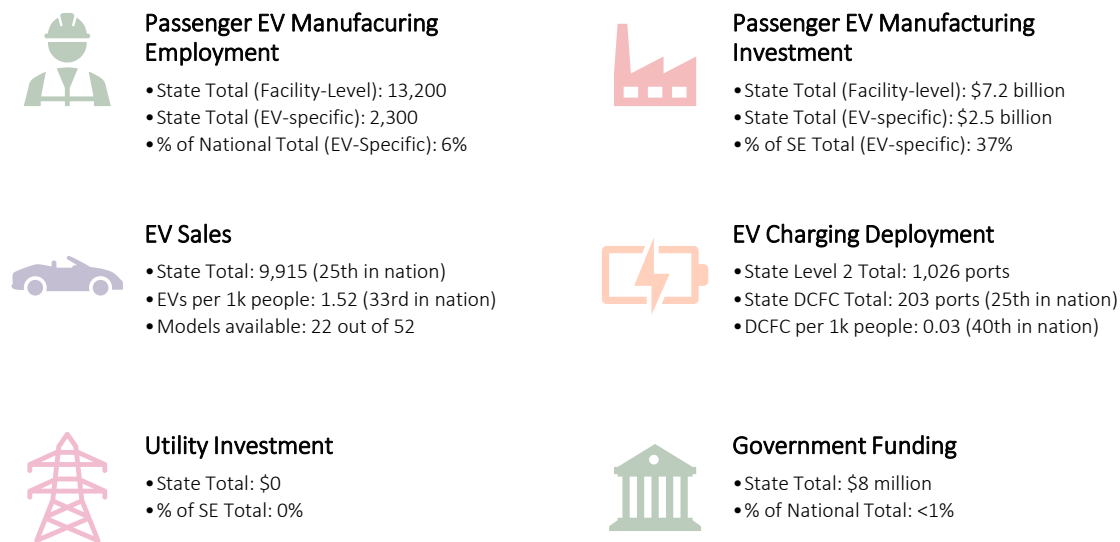 Passenger EV Manufacuring
Employment
•State Total (Facility-Level): 13,200
•State Total (EV-specific): 2,300
•% of National Total (EV-Specific): 6%
Passenger EV Manufacturing
Investment
•State Total (Facility-level): $7.2 billion
•State Total (EV-specific): $2.5 billion
•% of SE Total (EV-specific): 37%
EV Sales
•State Total: 9,915 (25th in nation)
•EVs per 1k people: 1.52 (33rd in nation)
•Models available: 22 out of 52
EV Charging Deployment
•State Level 2 Total: 1,026 ports
•State DCFC Total: 203 ports (25th in nation)
•DCFC per 1k people: 0.03 (40th in nation)
Utility Investment
•State Total: $0
•% of SE Total: 0%
Government Funding
•State Total: $8 million
•% of National Total: <1%